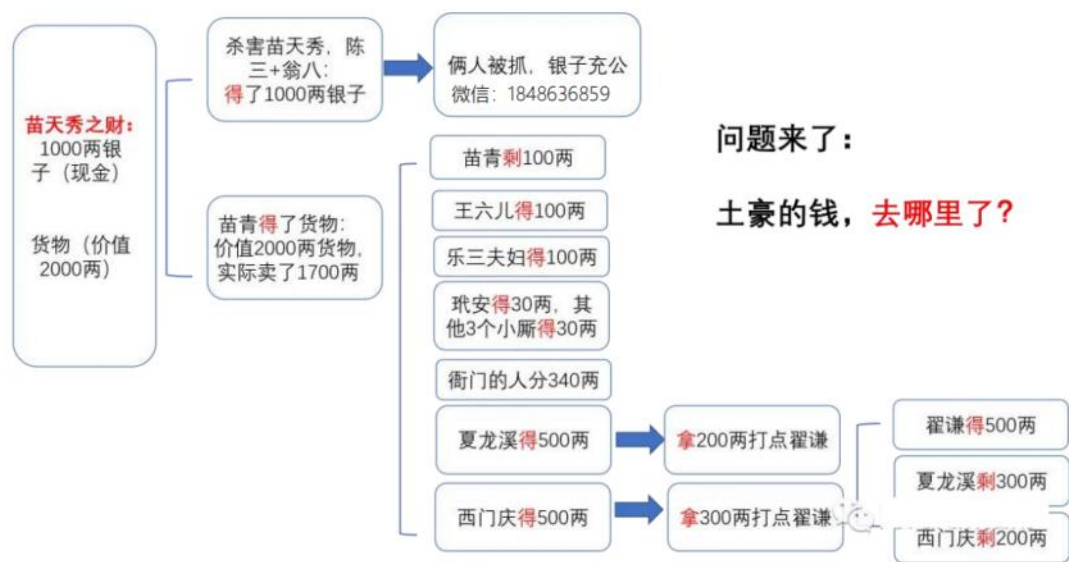 苗天秀之财：
1000两银
子（现金）
货物（价值
2000两）
杀害苗天秀，陈
三+翁八：
得了1000两银子
俩人被抓，银子充公
微信：1848636859
苗青得了货物：
价值2000两货物，
实际卖了1700两
苗青剩100两
王六儿得100两
乐三夫妇得100两
玳安得30两，其
他3个小厮得30两
衙门的人分340两
夏龙溪得500两
西门庆得500两
拿200两打点翟谦
拿300两打点翟谦
翟谦得500两
夏龙溪剩300两
西门庆剩200两
问题来了：
土豪的钱，去哪里了？